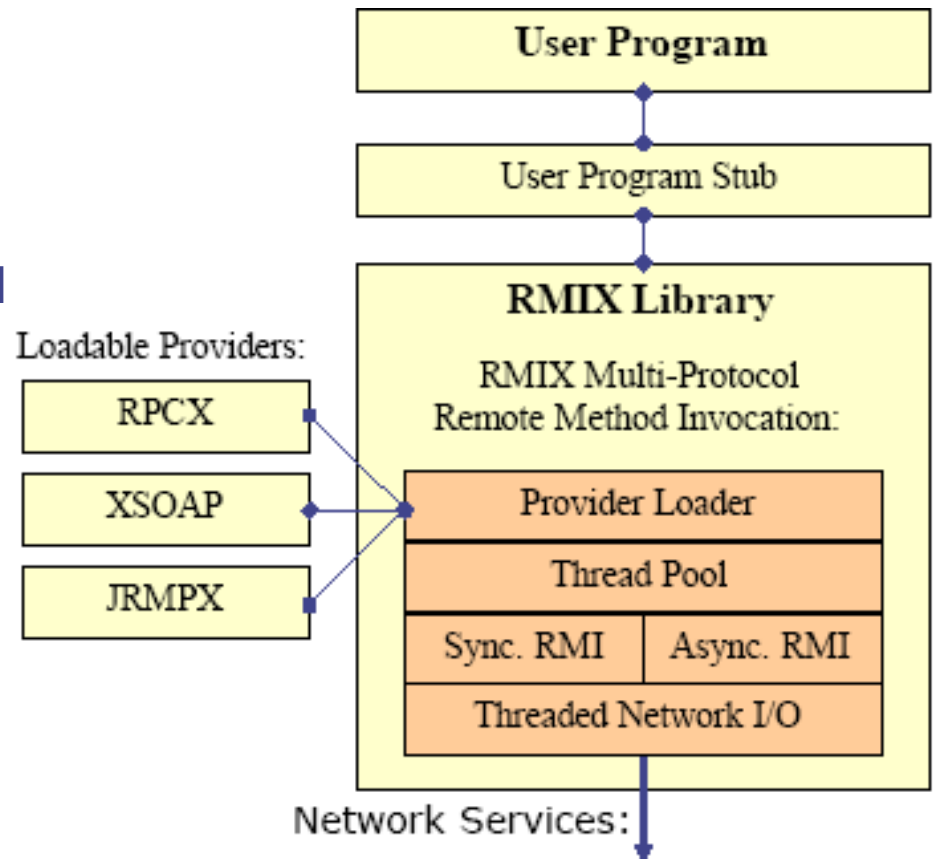 User Program
User Program Stub
RMIX Library
RMIX Multi-Protocol
Remote Method Invocation:
Provider Loader
Thread Pool
Sync. RMI
Async. RMI
Threaded Network I/O
Loadable Providers:
RPCX
XSOAP
JRMPX
Network Services: